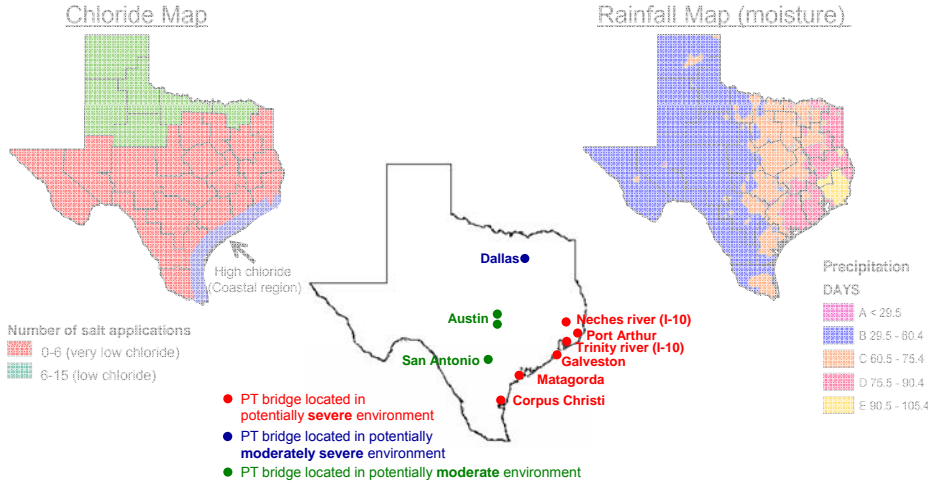 Chloride Map
Rainfall Map (moisture)
High chloride
(Coastal region)
Number of salt applications
0-6 (very low chloride)
6-15 (low chloride)
Dallas
Austin
San Antonio
Neches river (I-10)
Port Arthur
Trinity river (I-10)
Galveston
Matagorda
Corpus Christi
Precipitation
DAYS
A < 29.5
B 29.5 - 60.4
C 60.5 - 75.4
D 75.5 - 90.4
E 90.5 - 105.4
PT bridge located in
potentially severe environment
PT bridge located in potentially
moderately severe environment
PT bridge located in potentially moderate environment